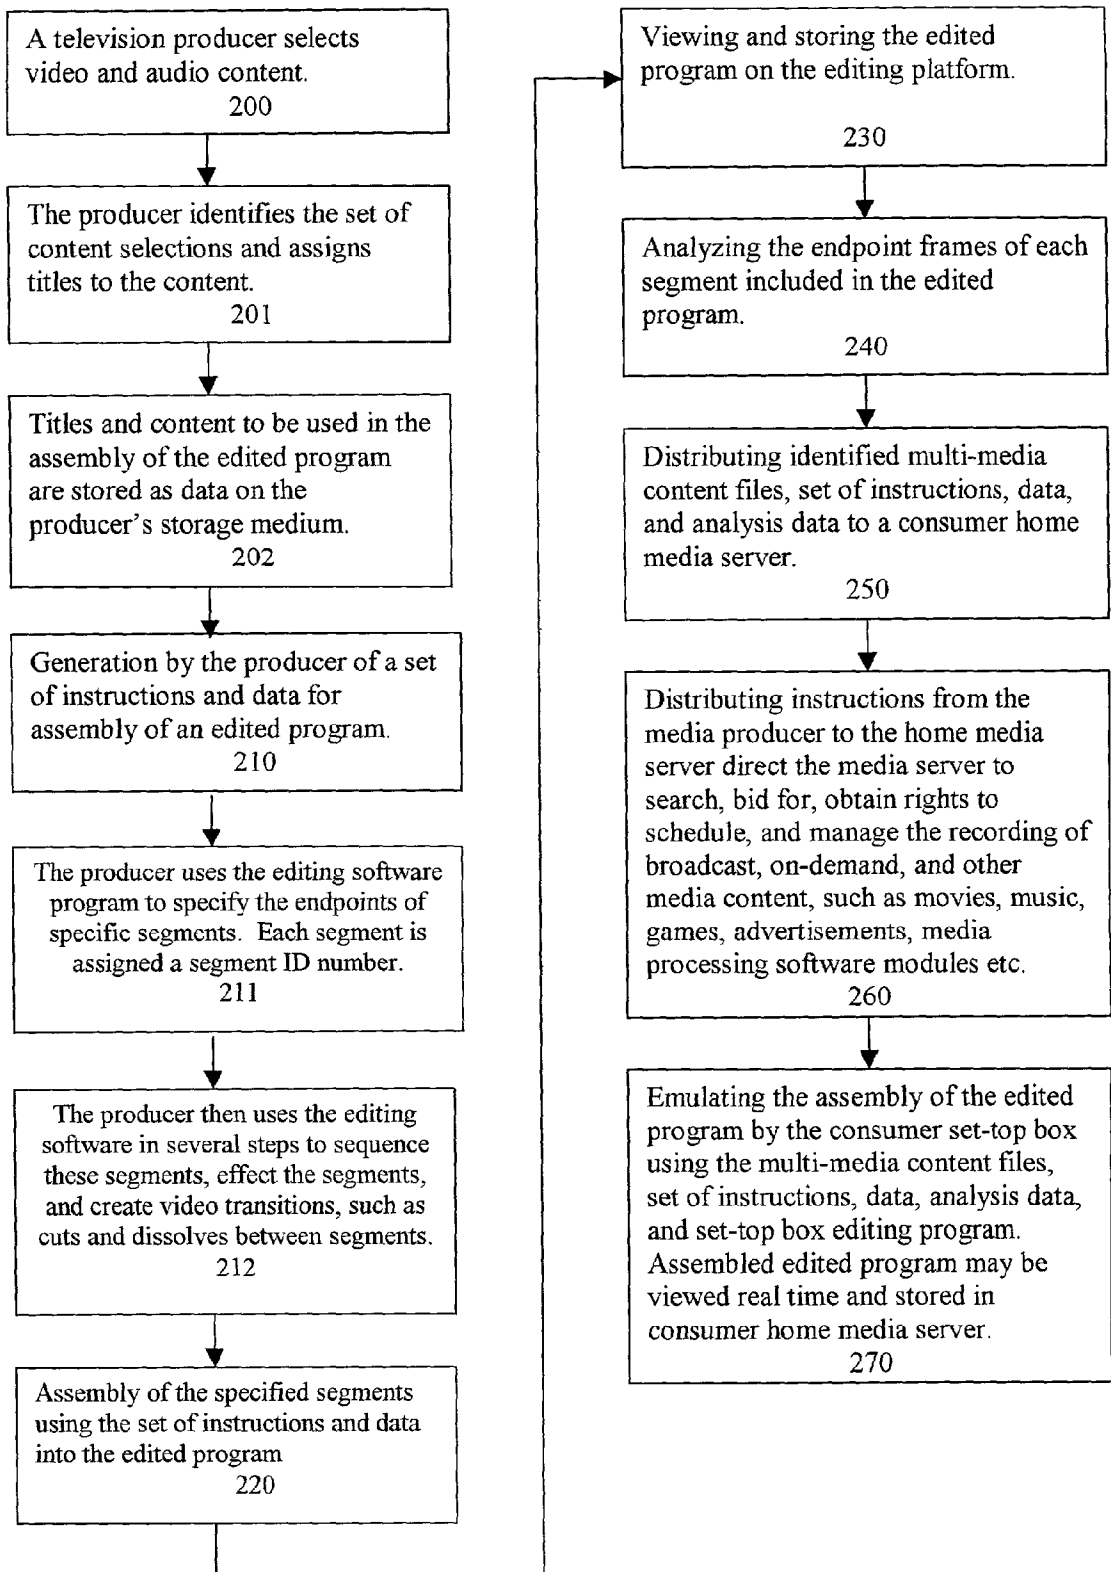 A television producer selects
video and audio content.
200
The producer identifies the set of
content selections and assigns
titles to the content.
201
Titles and content to be used in the
assembly of the edited program
are stored as data on the
producer's storage medium.
202
Generation by the producer of a set
of instructions and data for
assembly of an edited program.
210
The producer uses the editing software
program to specify the endpoints of
specific segments. Each segment is
assigned a segment ID number.
211
The producer then uses the editing
software in several steps to sequence
these segments, effect the segments,
and create video transitions, such as
cuts and dissolves between segments.
212
Assembly of the specified segments
using the set of instructions and data
into the edited program
220
Viewing and storing the edited
program on the editing platform.
230
Analyzing the endpoint frames of each
segment included in the edited
program.
240
Distributing identified multi-media
content files, set of instructions, data,
and analysis data to a consumer home
media server.
250
Distributing instructions from the
media producer to the home media
server direct the media server to
search, bid for, obtain rights to
schedule, and manage the recording of
broadcast, on-demand, and other
media content, such as movies, music,
games, advertisements, media
processing software modules etc.
260
Emulating the assembly of the edited
program by the consumer set-top box
using the multi-media content files,
set of instructions, data, analysis data,
and set-top box editing program.
Assembled edited program may be
viewed real time and stored in
consumer home media server.
270